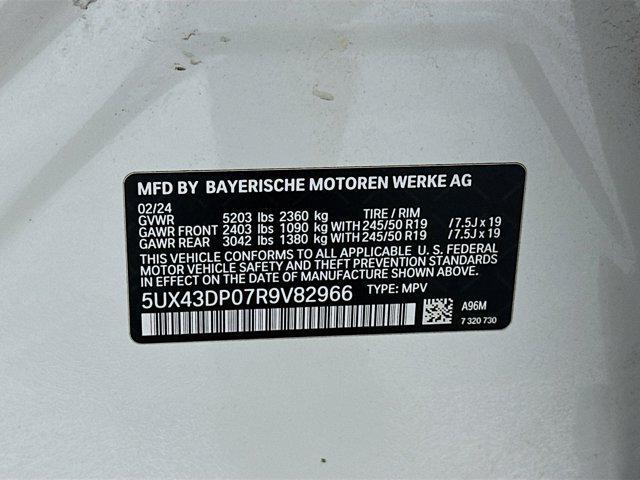 MFD BY BAYERISCHE MOTOREN WERKE AG
02/24
GVWR 5203 lbs 2360 kg TIRE / RIM
GAWR FRONT 2403 lbs 1090 kg WITH 245/50 R19 /7.5J x 19
GAWR REAR 3042 lbs 1380 kg WITH 245/50 R19 /7.5J x 19
THIS VEHICLE CONFORMS TO ALL APPLICABLE U. S. FEDERAL
MOTOR VEHICLE SAFETY, BUMPER, AND THEFT PREVENTION STANDARDS
IN EFFECT ON THE DATE OF MANUFACTURE SHOWN ABOVE.
5UX43DP07R9V82966 TYPE: MPV
A96M
7 320 730